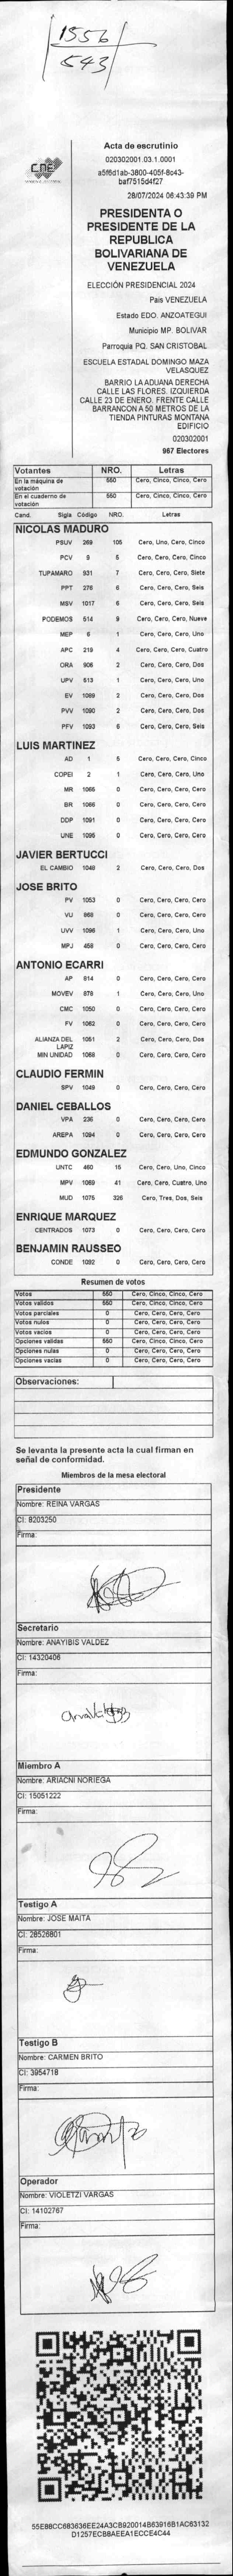 1556
543
CNE
Acta de escrutinio
020302001.03.1.0001
a5f6d1ab-3800-405f-8c43-
baf7515d4f27
28/07/2024 06:43:39 PM
PRESIDENTA O
PRESIDENTE DE LA
REPUBLICA
BOLIVARIANA DE
VENEZUELA
ELECCIÓN PRESIDENCIAL 2024
Pais VENEZUELA
Estado EDO. ANZOATEGUI
Municipio MP. BOLIVAR
Parroquia PQ. SAN CRISTOBAL
ESCUELA ESTADAL DOMINGO MAZA
VELASQUEZ
BARRIO LA ADUANA DERECHA
CALLE LAS FLORES. IZQUIERDA
CALLE 23 DE ENERO. FRENTE CALLE
BARRANCON A 50 METROS DE LA
TIENDA PINTURAS MONTANA
EDIFICIO
020302001
967 Electores
Votantes NRO. Letras
En la máquina de votación 550 Cero, Cinco, Cinco, Cero
En el cuaderno de votación 550 Cero, Cinco, Cinco, Cero
Cand. Sigla Código NRO. Letras
NICOLAS MADURO
PSUV 269 105 Cero, Uno, Cero, Cinco
PCV 5 5 Cero, Cero, Cero, Cinco
TUPAMARO 931 7 Cero, Cero, Cero, Siete
PPT 276 6 Cero, Cero, Cero, Seis
MSV 1017 6 Cero, Cero, Cero, Seis
PODEMOS 514 9 Cero, Cero, Cero, Nueve
MEP 6 1 Cero, Cero, Cero, Uno
APC 219 4 Cero, Cero, Cero, Cuatro
ORA 906 2 Cero, Cero, Cero, Dos
UPV 513 1 Cero, Cero, Cero, Uno
EV 1089 2 Cero, Cero, Cero, Dos
PVV 1090 2 Cero, Cero, Cero, Dos
PFV 1093 6 Cero, Cero, Cero, Seis
LUIS MARTINEZ
AD 1 5 Cero, Cero, Cero, Cinco
COPEI 2 1 Cero, Cero, Cero, Uno
MR 1065 0 Cero, Cero, Cero, Cero
BR 1066 0 Cero, Cero, Cero, Cero
DDP 1091 0 Cero, Cero, Cero, Cero
UNE 1095 0 Cero, Cero, Cero, Cero
JAVIER BERTUCCI
EL CAMBIO 1048 2 Cero, Cero, Cero, Dos
JOSE BRITO
PV 1053 0 Cero, Cero, Cero, Cero
VU 868 0 Cero, Cero, Cero, Cero
UVV 1096 1 Cero, Cero, Cero, Uno
MPJ 458 0 Cero, Cero, Cero, Cero
ANTONIO ECARRI
AP 814 0 Cero, Cero, Cero, Cero
MOVEV 878 1 Cero, Cero, Cero, Uno
CMC 1050 0 Cero, Cero, Cero, Cero
FV 1062 0 Cero, Cero, Cero, Cero
ALIANZA DEL LAPIZ 1051 2 Cero, Cero, Cero, Dos
MIN UNIDAD 1068 0 Cero, Cero, Cero, Cero
CLAUDIO FERMIN
SPV 1049 0 Cero, Cero, Cero, Cero
DANIEL CEBALLOS
VPA 236 0 Cero, Cero, Cero, Cero
AREPA 1094 0 Cero, Cero, Cero, Cero
EDMUNDO GONZALEZ
UNTC 460 15 Cero, Cero, Uno, Cinco
MPV 1069 41 Cero, Cero, Cuatro, Uno
MUD 1075 326 Cero, Tres, Dos, Seis
ENRIQUE MARQUEZ
CENTRADOS 1073 0 Cero, Cero, Cero, Cero
BENJAMIN RAUSSEO
CONDE 1092 0 Cero, Cero, Cero, Cero
Resumen de votos
Votos 550 Cero, Cinco, Cinco, Cero
Votos validos 550 Cero, Cinco, Cinco, Cero
Votos parciales 0 Cero, Cero, Cero, Cero
Votos nulos 0 Cero, Cero, Cero, Cero
Votos vacios 0 Cero, Cero, Cero, Cero
Opciones validas 550 Cero, Cinco, Cinco, Cero
Opciones nulas 0 Cero, Cero, Cero, Cero
Opciones vacias 0 Cero, Cero, Cero, Cero
Observaciones:
Se levanta la presente acta la cual firman en
señal de conformidad.
Miembros de la mesa electoral
Presidente
Nombre: REINA VARGAS
CI: 8203250
Firma:
Secretario
Nombre: ANAYIBIS VALDEZ
CI: 14320406
Firma:
Miembro A
Nombre: ARIACNI NORIEGA
CI: 15051222
Firma:
Testigo A
Nombre: JOSE MAITA
CI: 28526801
Firma:
Testigo B
Nombre: CARMEN BRITO
CI: 3954718
Firma:
Operador
Nombre: VIOLETZI VARGAS
CI: 14102767
Firma:
55E88CC683636EE24A3CB920014B63916B1AC63132
D1257ECB8AEEA1ECCE4C44